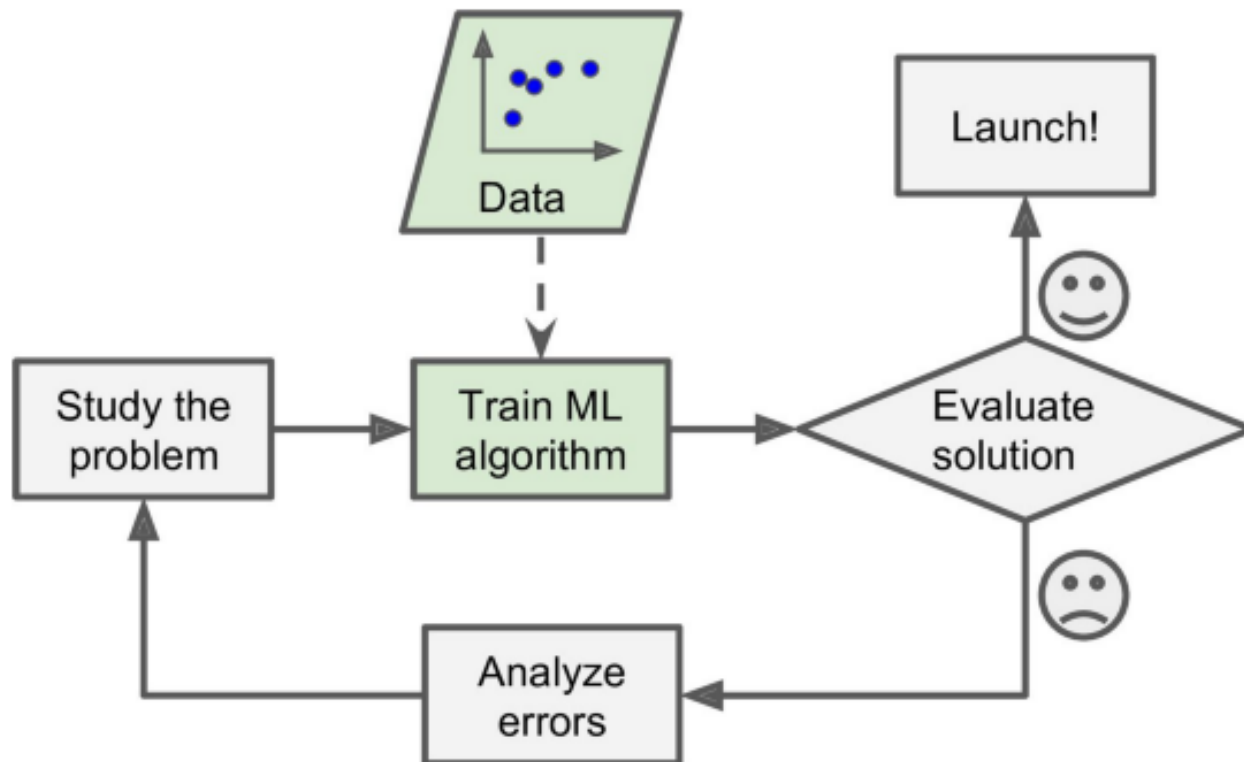 Data
Launch!
Study the
problem
Train ML
algorithm
Evaluate
solution
Analyze
errors